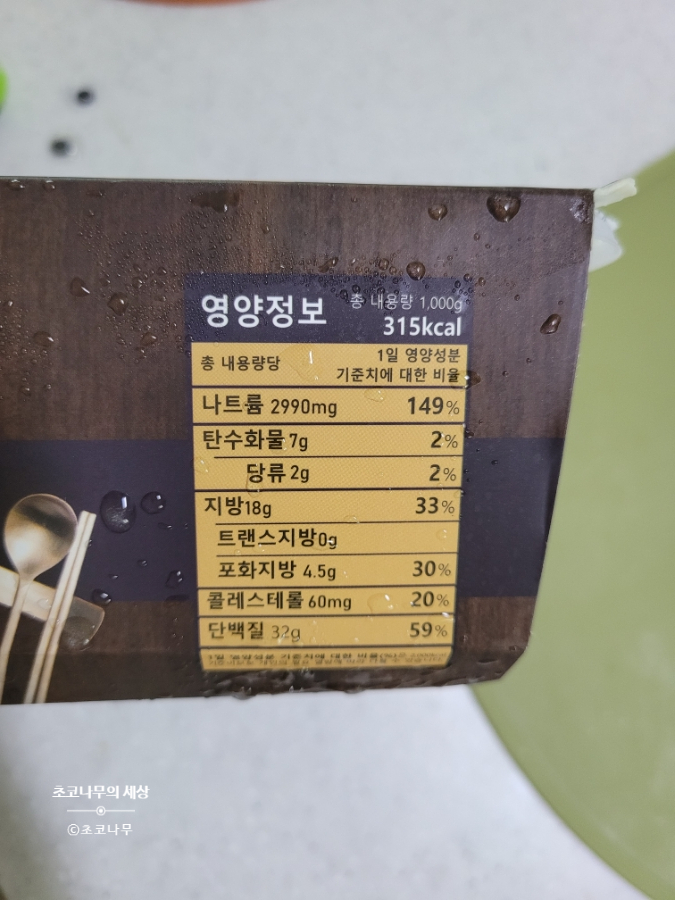 영양정보
총 내용량 1,000g
315kcal
총 내용량당
1일 영양성분
기준치에 대한 비율
나트륨 2990mg 149%
탄수화물 7g 2%
당류 2g 2%
지방 18g 33%
트랜스지방 0g
포화지방 4.5g 30%
콜레스테롤 60mg 20%
단백질 32g 59%
초코나무의 세상
©초코나무